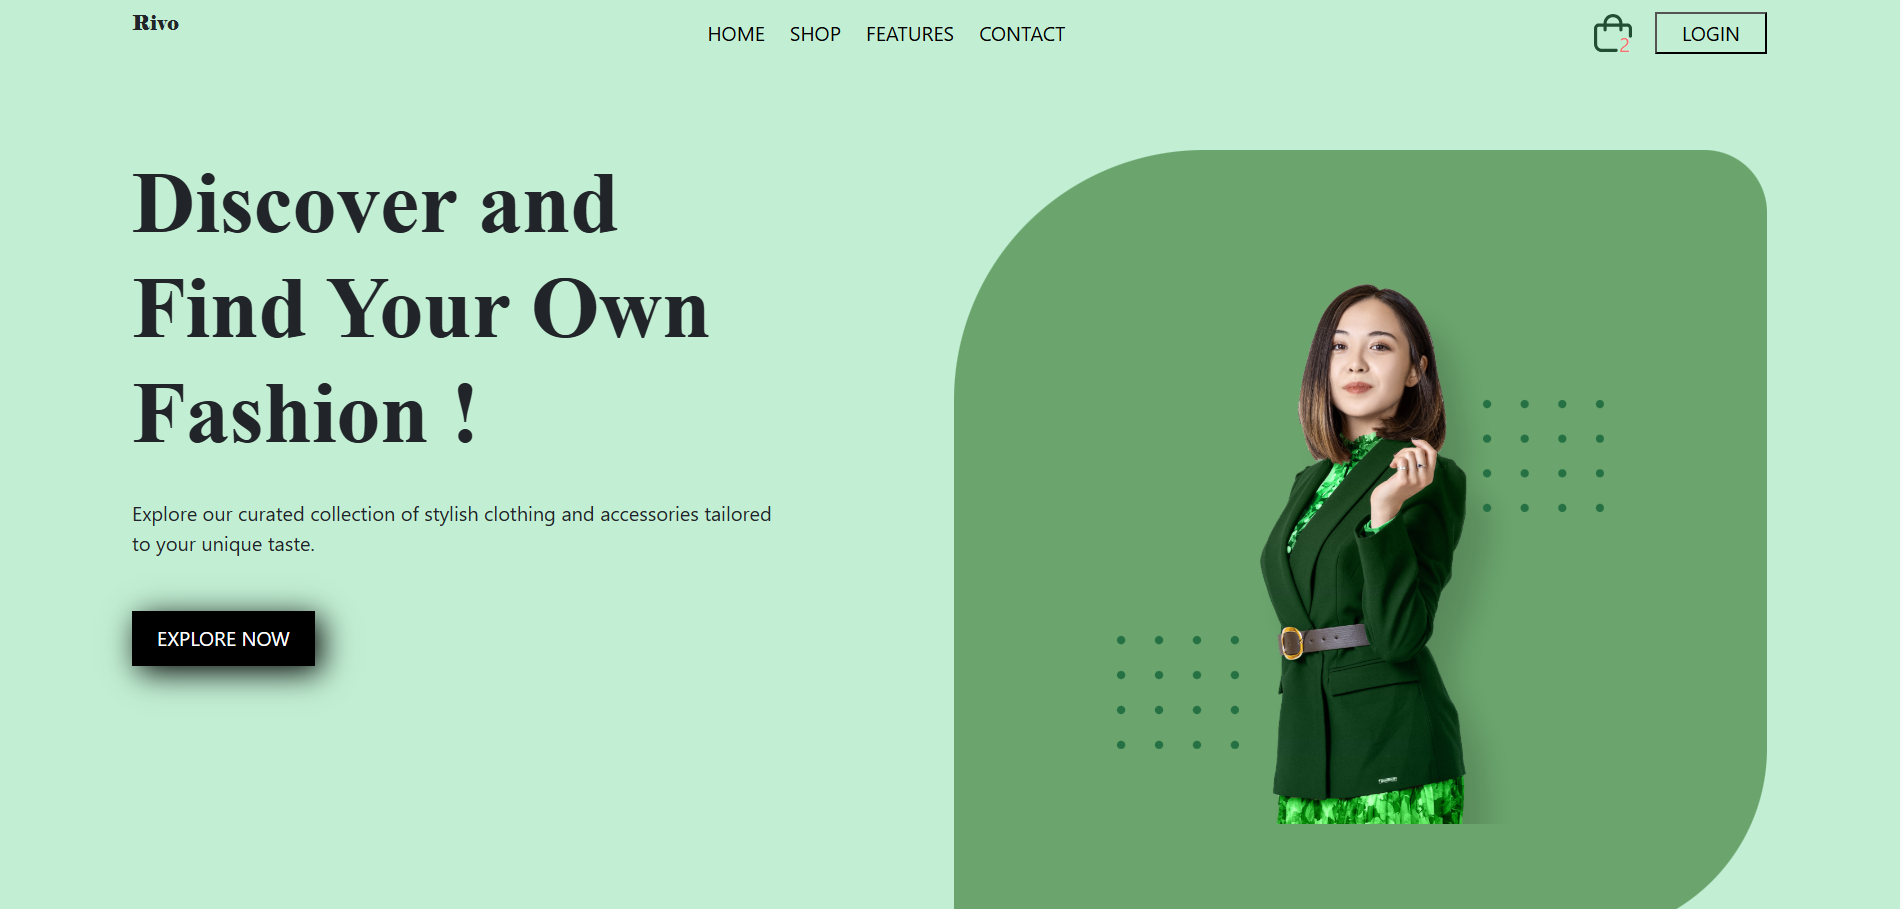 Rivo
HOME SHOP FEATURES CONTACT
2
LOGIN
Discover and
Find Your Own
Fashion !
Explore our curated collection of stylish clothing and accessories tailored
to your unique taste.
EXPLORE NOW